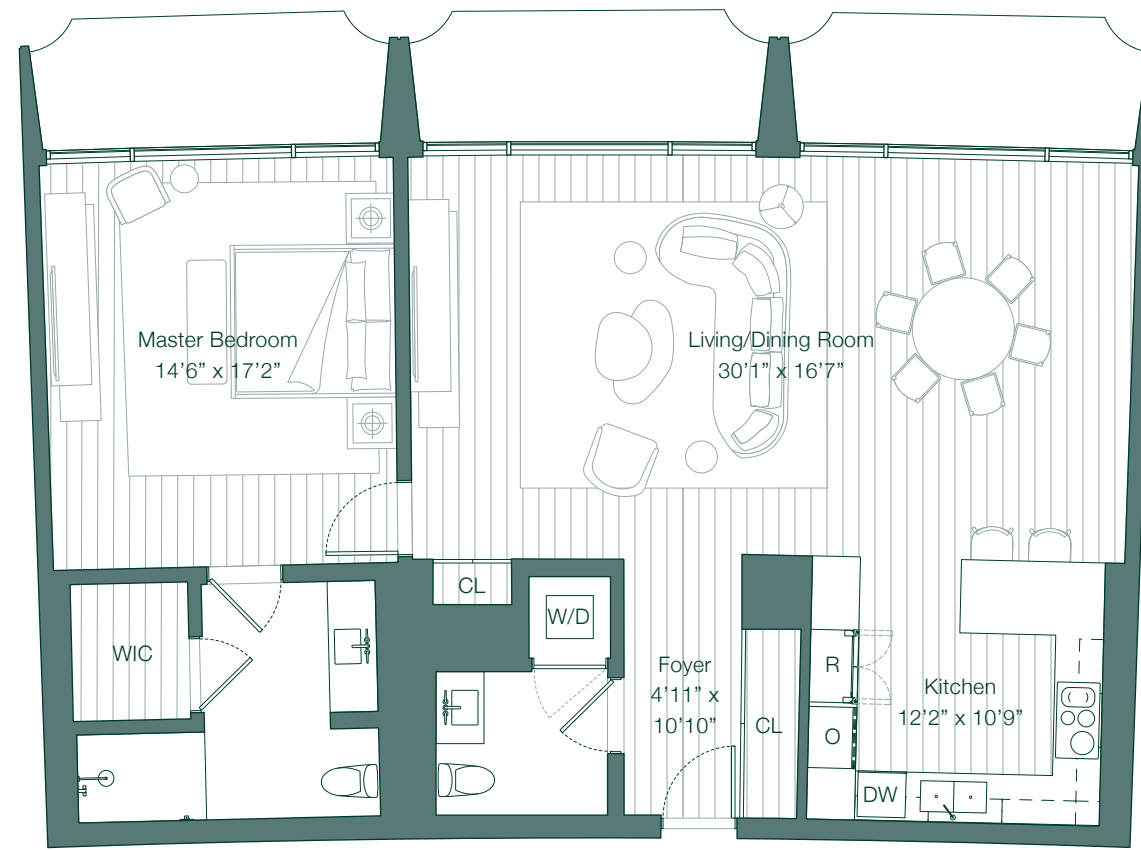 Master Bedroom
14’6” x 17’2”
Living/Dining Room
30’1” x 16’7”
CL
W/D
WIC
Foyer
4’11” x
10’10”
CL
R
O
DW
Kitchen
12’2” x 10’9”